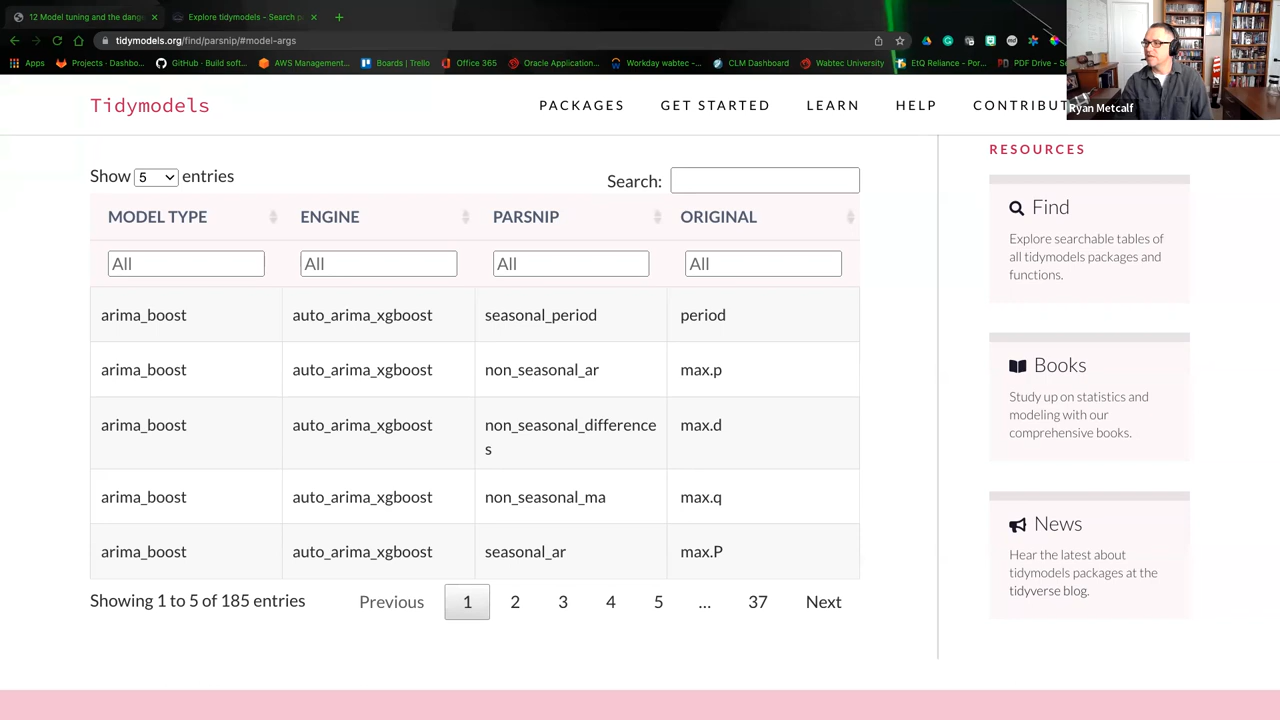 12 Model tuning and the dang
Explore tidymodels - Search p
tidymodels.org/find/parsnip/#model-args
Apps
Projects · Dashbo...
GitHub · Build soft...
AWS Management...
Boards | Trello
Office 365
Oracle Application...
Workday wabtec -...
CLM Dashboard
Wabtec University
EtQ Reliance - Por...
PDF Drive - Se
Ryan Metcalf
Tidymodels
PACKAGES
GET STARTED
LEARN
HELP
CONTRIBUT
Show 5 entries
Search:
MODEL TYPE ENGINE PARSNIP ORIGINAL
All All All All
arima_boost auto_arima_xgboost seasonal_period period
arima_boost auto_arima_xgboost non_seasonal_ar max.p
arima_boost auto_arima_xgboost non_seasonal_difference max.d
s
arima_boost auto_arima_xgboost non_seasonal_ma max.q
arima_boost auto_arima_xgboost seasonal_ar max.P
Showing 1 to 5 of 185 entries
Previous 1 2 3 4 5 ... 37 Next
RESOURCES
Find
Explore searchable tables of
all tidymodels packages and
functions.
Books
Study up on statistics and
modeling with our
comprehensive books.
News
Hear the latest about
tidymodels packages at the
tidyverse blog.